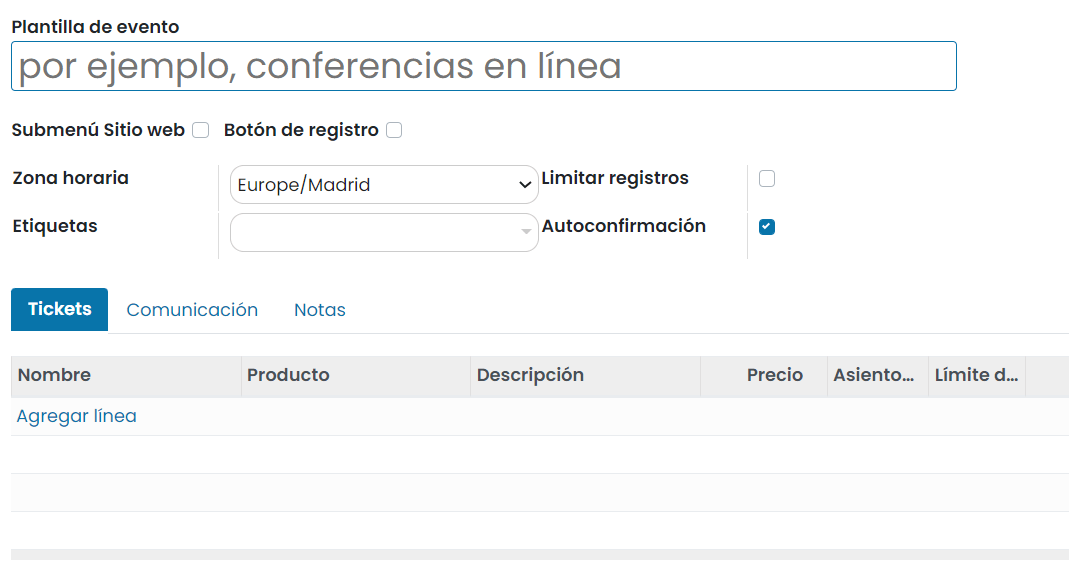 Plantilla de evento
por ejemplo, conferencias en línea
Submenú Sitio web Botón de registro
Zona horaria Europe/Madrid Limitar registros
Etiquetas Autoconfirmación
Tickets Comunicación Notas
Nombre Producto Descripción Precio Asiento... Límite d...
Agregar línea